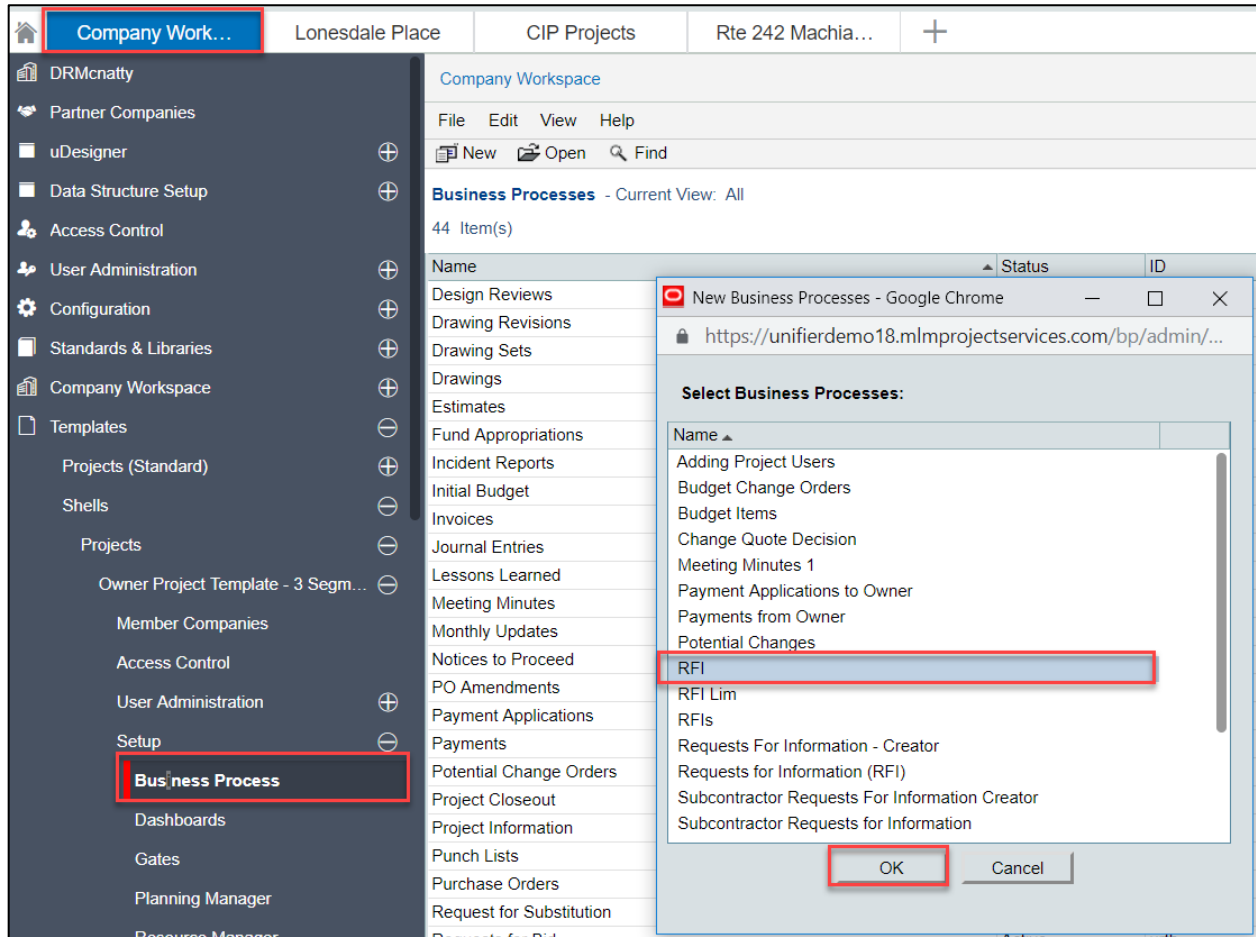 Company Work...
Lonesdale Place
CIP Projects
Rte 242 Machia...
DRMcnatty
Partner Companies
uDesigner
Data Structure Setup
Access Control
User Administration
Configuration
Standards & Libraries
Company Workspace
Templates
Projects (Standard)
Shells
Projects
Owner Project Template - 3 Segm...
Member Companies
Access Control
User Administration
Setup
Business Process
Dashboards
Gates
Planning Manager
Resource Manager
Company Workspace
File Edit View Help
New Open Find
Business Processes - Current View: All
44 Item(s)
Name Status ID
Design Reviews
Drawing Revisions
Drawing Sets
Drawings
Estimates
Fund Appropriations
Incident Reports
Initial Budget
Invoices
Journal Entries
Lessons Learned
Meeting Minutes
Monthly Updates
Notices to Proceed
PO Amendments
Payment Applications
Payments
Potential Change Orders
Project Closeout
Project Information
Punch Lists
Purchase Orders
Request for Substitution
Requests for Bid
New Business Processes - Google Chrome
https://unifierdemo18.mlmprojectservices.com/bp/admin/...
Select Business Processes:
Name
Adding Project Users
Budget Change Orders
Budget Items
Change Quote Decision
Meeting Minutes 1
Payment Applications to Owner
Payments from Owner
Potential Changes
RFI
RFI Lim
RFIs
Requests For Information - Creator
Requests for Information (RFI)
Subcontractor Requests For Information Creator
Subcontractor Requests for Information
OK Cancel